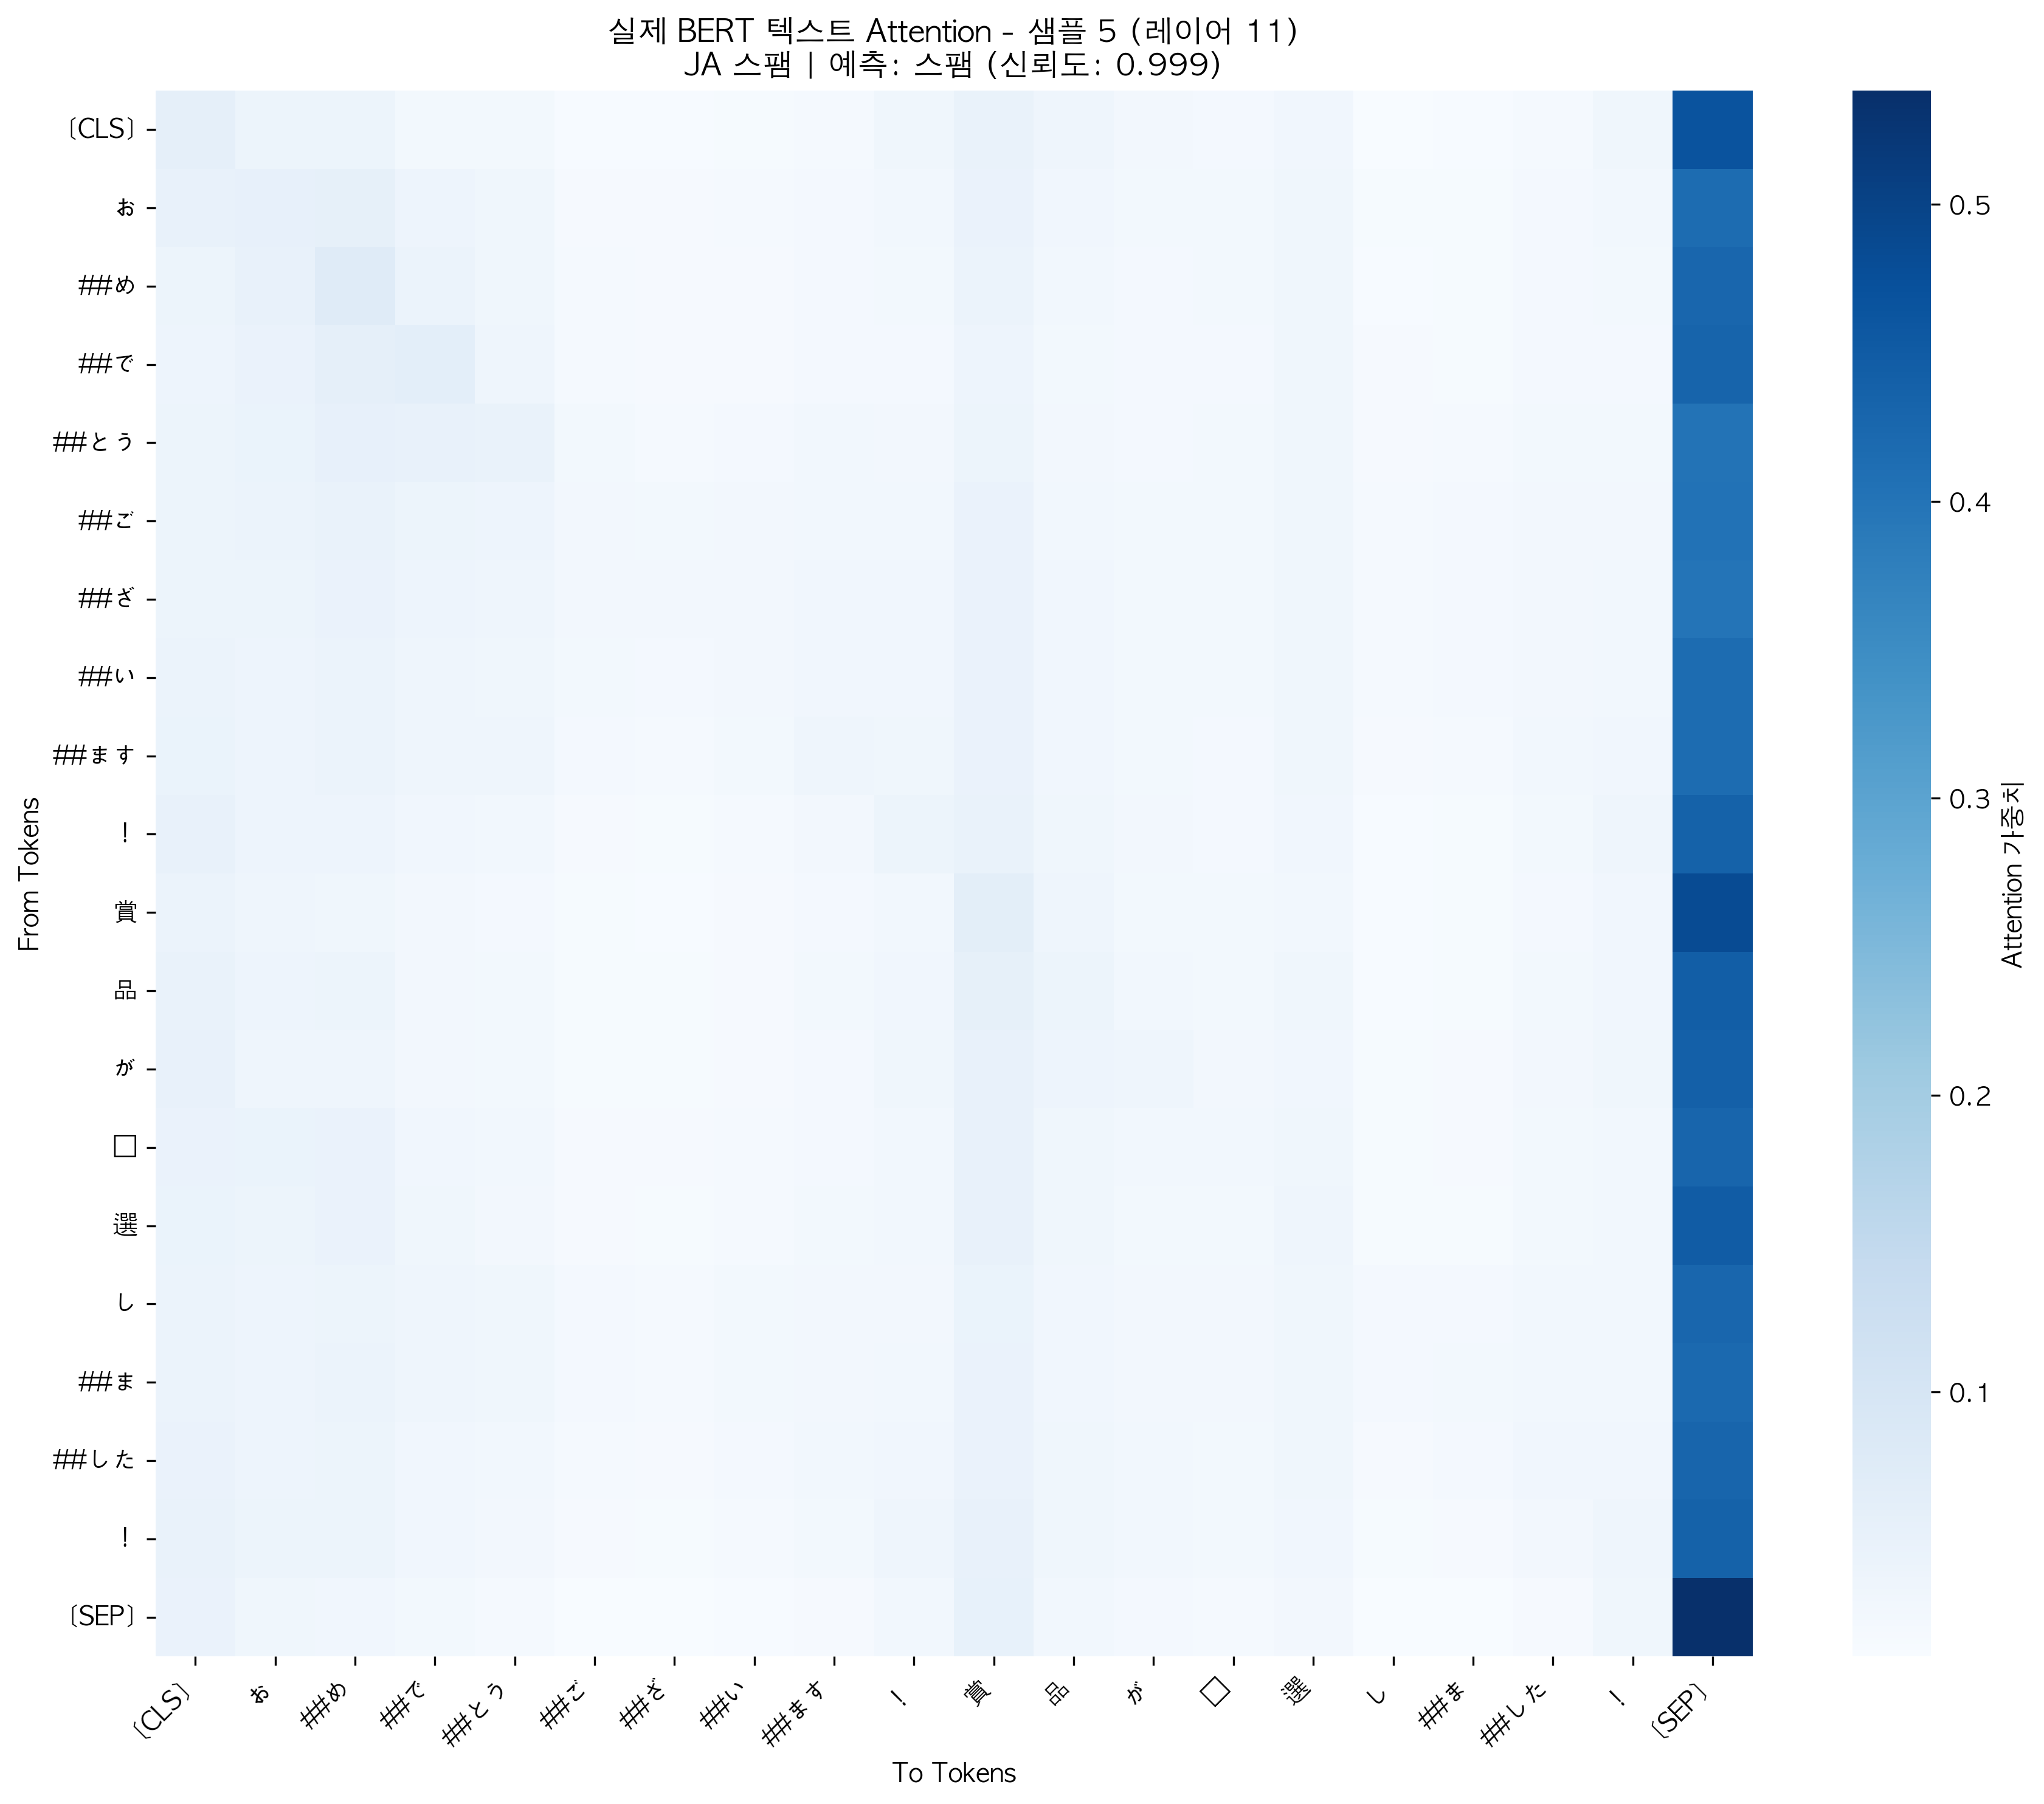 실제 BERT 텍스트 Attention - 샘플 5 (레이어 11)
JA 스팸 | 예측: 스팸 (신뢰도: 0.999)
From Tokens
[CLS]
お
##め
##で
##とう
##ご
##ざ
##い
##ます
!
賞
品
が
□
選
し
##ま
##した
!
[SEP]
[CLS]
お
##め
##で
##とう
##ご
##ざ
##い
##ます
!
賞
品
が
□
選
し
##ま
##した
!
[SEP]
To Tokens
0.5
0.4
0.3
0.2
0.1
Attention 가중치